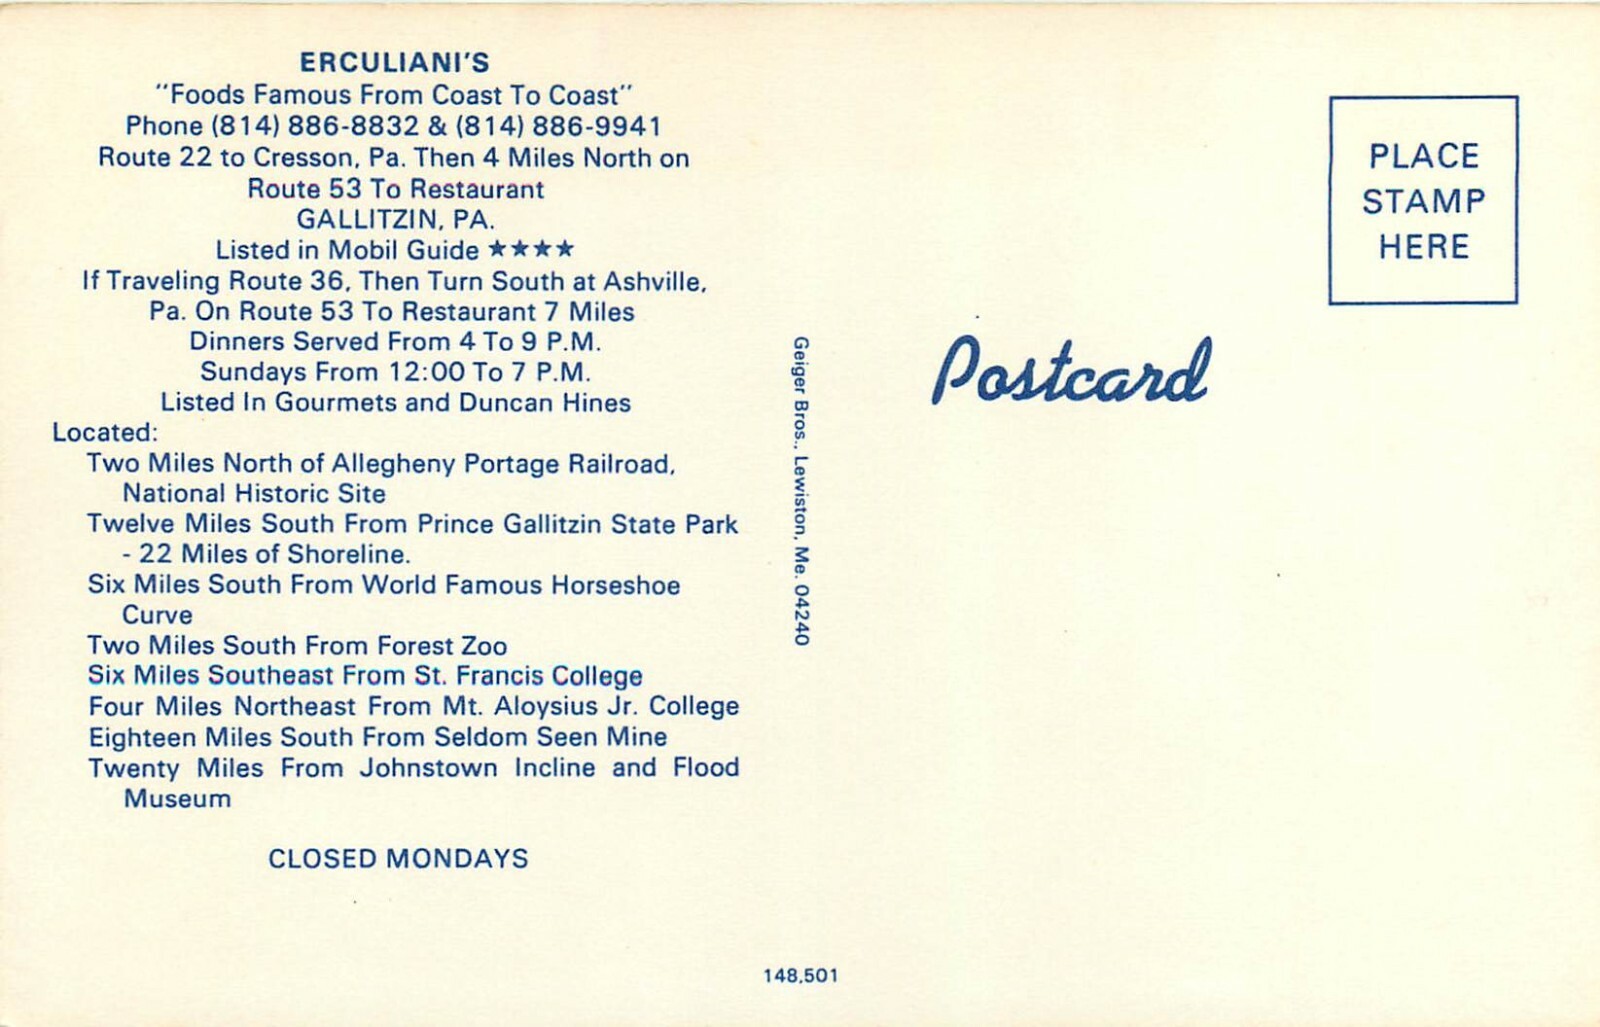 ERCULIANI'S
"Foods Famous From Coast To Coast"
Phone (814) 886-8832 & (814) 886-9941
Route 22 to Cresson, Pa. Then 4 Miles North on
Route 53 To Restaurant
GALLITZIN, PA.
Listed in Mobil Guide ★★★★
If Traveling Route 36, Then Turn South at Ashville,
Pa. On Route 53 To Restaurant 7 Miles
Dinners Served From 4 To 9 P.M.
Sundays From 12:00 To 7 P.M.
Listed In Gourmets and Duncan Hines
Located:
Two Miles North of Allegheny Portage Railroad,
National Historic Site
Twelve Miles South From Prince Gallitzin State Park
- 22 Miles of Shoreline.
Six Miles South From World Famous Horseshoe
Curve
Two Miles South From Forest Zoo
Six Miles Southeast From St. Francis College
Four Miles Northeast From Mt. Aloysius Jr. College
Eighteen Miles South From Seldom Seen Mine
Twenty Miles From Johnstown Incline and Flood
Museum
CLOSED MONDAYS
Geiger Bros., Lewiston, Me. 04240
148,501
Postcard
PLACE
STAMP
HERE